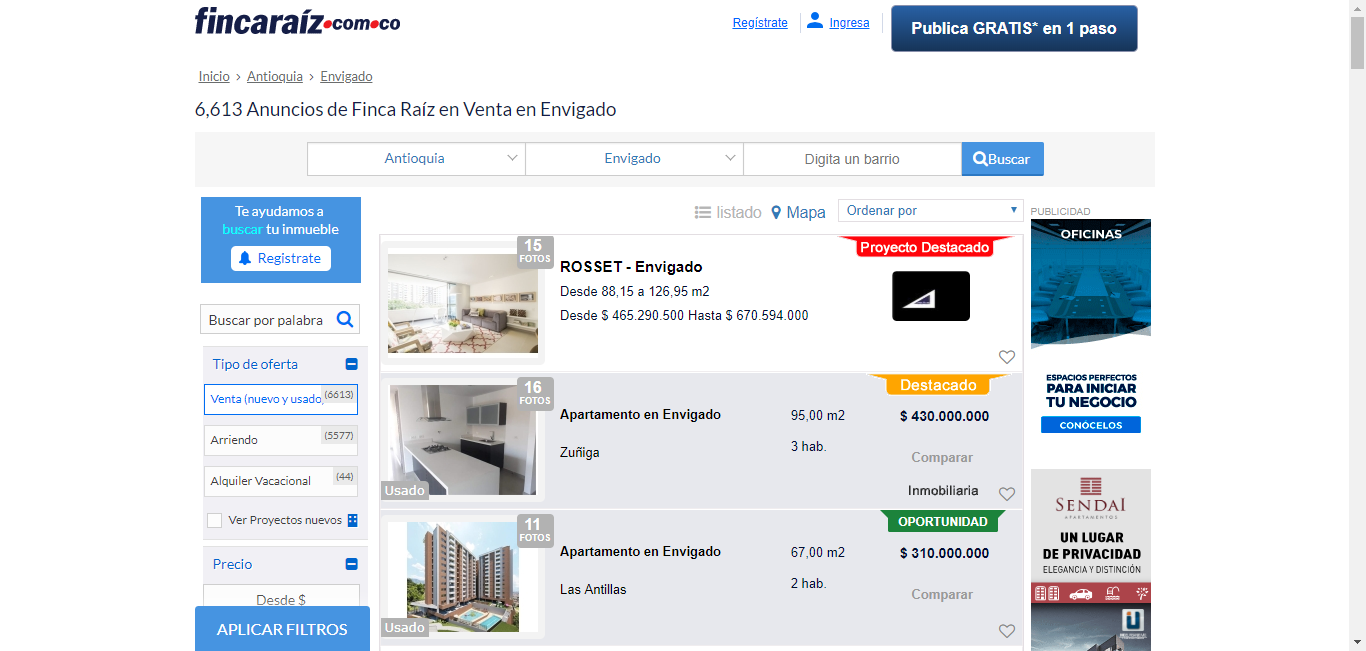 fincaraíz.com.co
Regístrate
Ingresa
Publica GRATIS* en 1 paso
Inicio > Antioquia > Envigado
6,613 Anuncios de Finca Raíz en Venta en Envigado
Antioquia
Envigado
Digita un barrio
Buscar
Te ayudamos a
buscar tu inmueble
Registrate
listado
Mapa
Ordenar por
PUBLICIDAD
Buscar por palabra
Tipo de oferta
Venta (nuevo y usado)
(6613)
Arriendo
(5577)
Alquiler Vacacional
(44)
Ver Proyectos nuevos
Precio
Desde $
APLICAR FILTROS
15
FOTOS
ROSSET - Envigado
Desde 88,15 a 126,95 m2
Desde $ 465.290.500 Hasta $ 670.594.000
Proyecto Destacado
16
FOTOS
Usado
Apartamento en Envigado
Zuñiga
95,00 m2
3 hab.
Destacado
$ 430.000.000
Comparar
Inmobiliaria
11
FOTOS
Usado
Apartamento en Envigado
Las Antillas
67,00 m2
2 hab.
OPORTUNIDAD
$ 310.000.000
Comparar
OFICINAS
ESPACIOS PERFECTOS
PARA INICIAR
TU NEGOCIO
CONÓCELOS
SENDAI
APARTAMENTOS
UN LUGAR
DE PRIVACIDAD
ELEGANCIA Y DISTINCIÓN